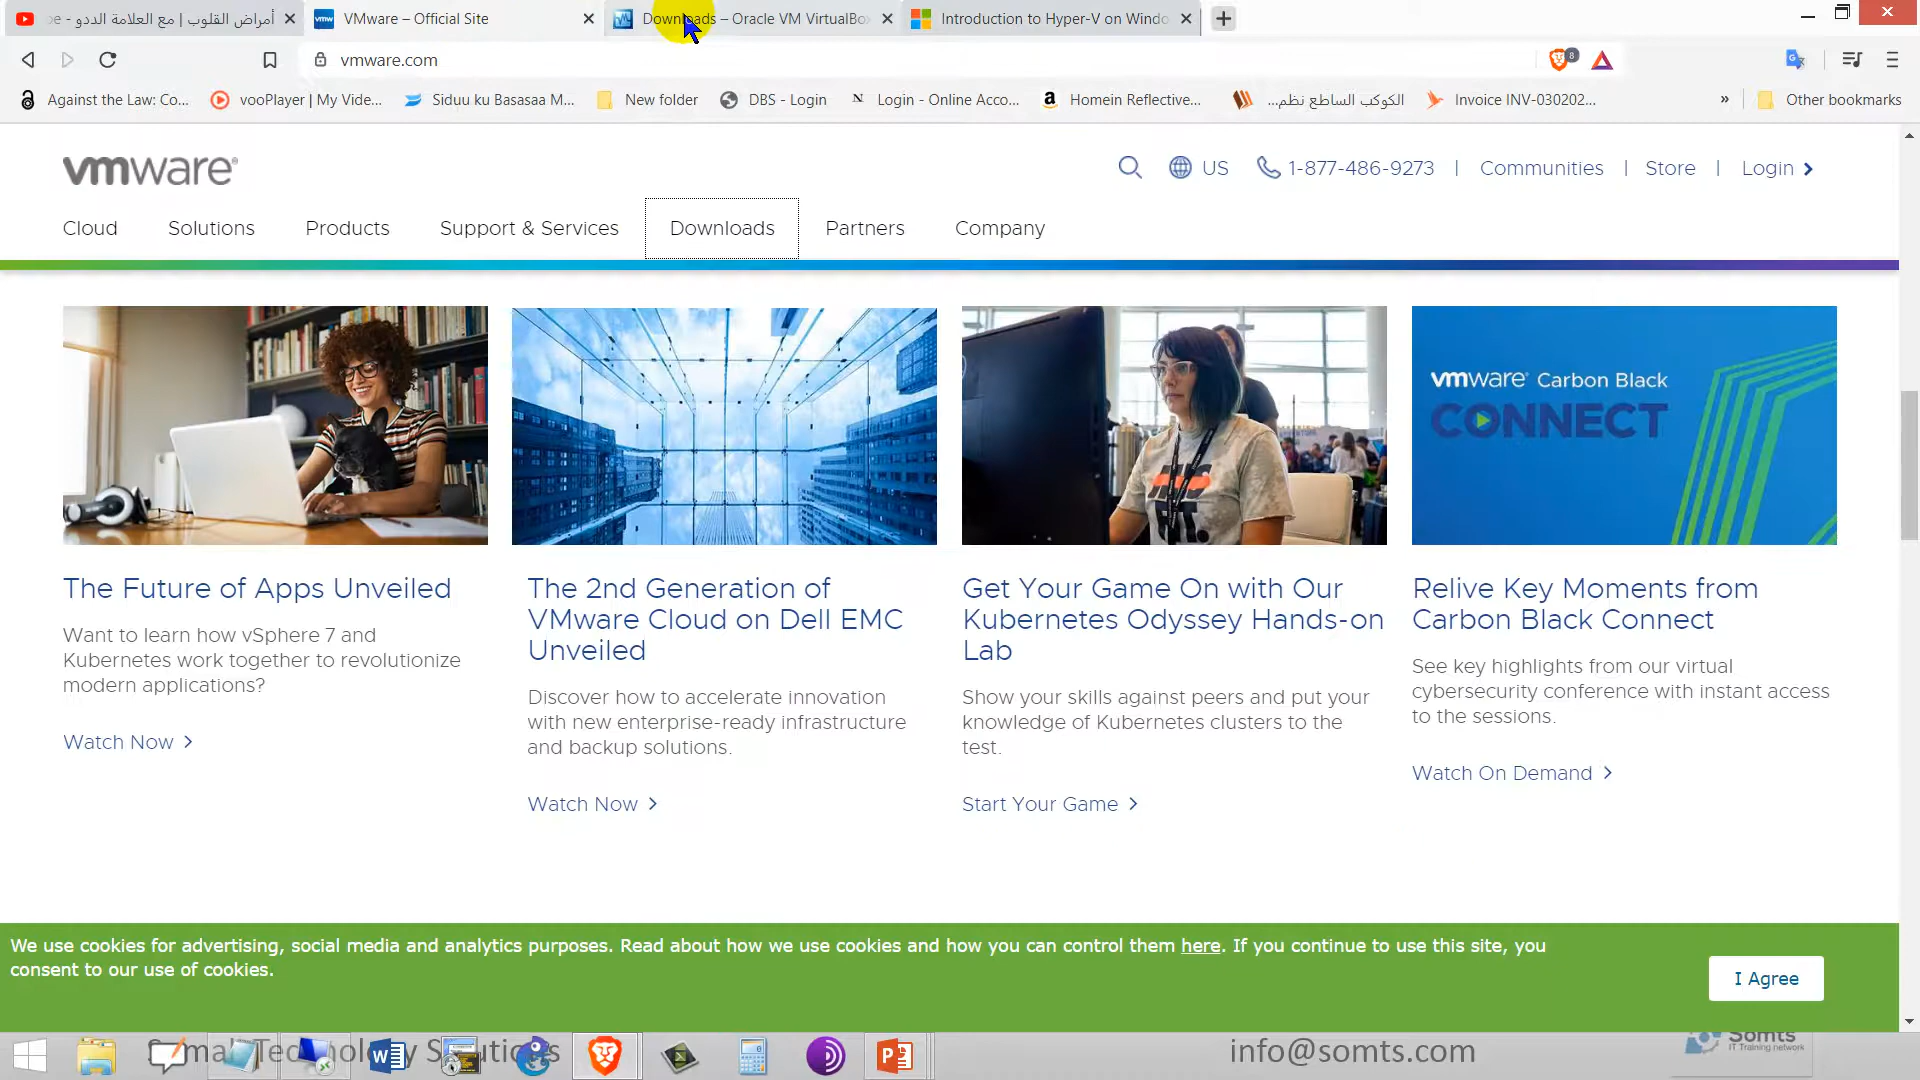 أمراض القلوب | مع العلامة الددو -
VMware – Official Site
Downloads – Oracle VM VirtualBox
Introduction to Hyper-V on Windo
vmware.com
8
Against the Law: Co...
vooPlayer | My Vide...
Siduu ku Basasaa M...
New folder
DBS - Login
Login - Online Acco...
Homein Reflective...
الكوكب الساطع نظم...
Invoice INV-030202...
»
Other bookmarks
vmware®
US
1-877-486-9273
|
Communities
|
Store
|
Login
Cloud
Solutions
Products
Support & Services
Downloads
Partners
Company
vmware® Carbon Black
CONNECT
The Future of Apps Unveiled
Want to learn how vSphere 7 and
Kubernetes work together to revolutionize
modern applications?
Watch Now
The 2nd Generation of
VMware Cloud on Dell EMC
Unveiled
Discover how to accelerate innovation
with new enterprise-ready infrastructure
and backup solutions.
Watch Now
Get Your Game On with Our
Kubernetes Odyssey Hands-on
Lab
Show your skills against peers and put your
knowledge of Kubernetes clusters to the
test.
Start Your Game
Relive Key Moments from
Carbon Black Connect
See key highlights from our virtual
cybersecurity conference with instant access
to the sessions.
Watch On Demand
We use cookies for advertising, social media and analytics purposes. Read about how we use cookies and how you can control them here. If you continue to use this site, you
consent to our use of cookies.
I Agree
info@somts.com
Somts
IT Training network